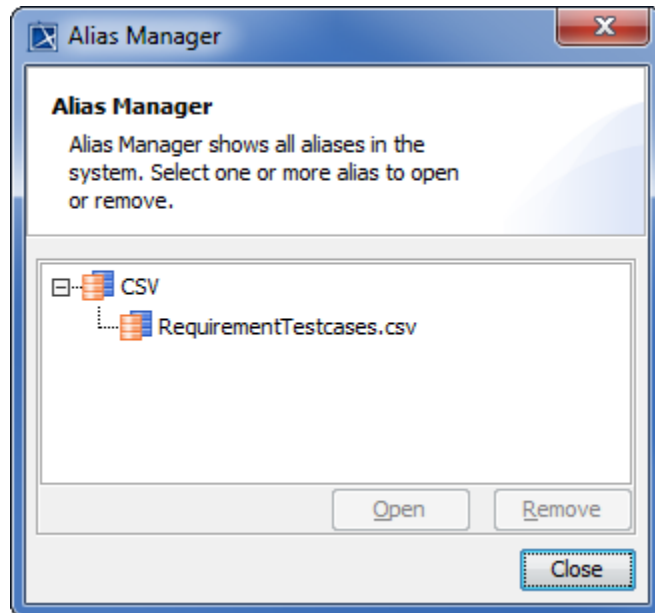 Alias Manager
Alias Manager
Alias Manager shows all aliases in the
system. Select one or more alias to open
or remove.
CSV
RequirementTestcases.csv
Open
Remove
Close